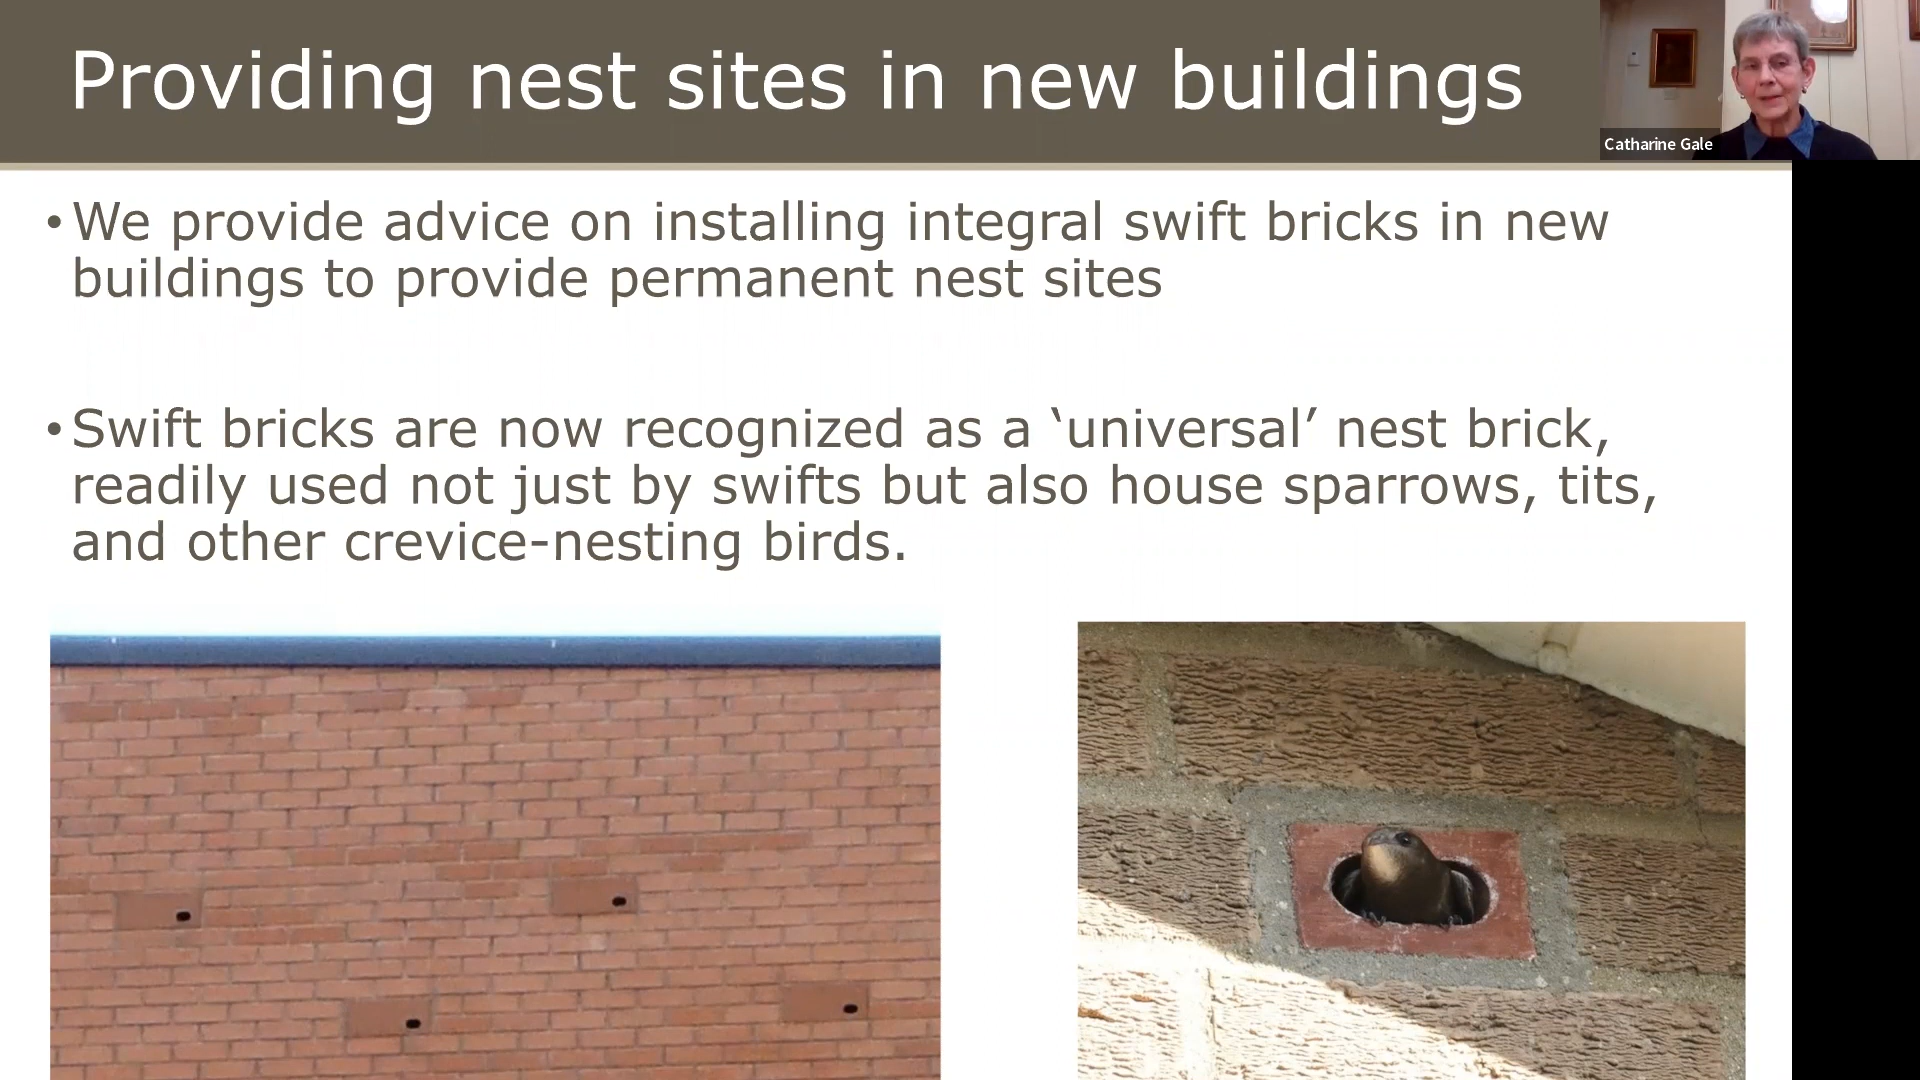 Providing nest sites in new buildings
Catharine Gale
• We provide advice on installing integral swift bricks in new
buildings to provide permanent nest sites
• Swift bricks are now recognized as a ‘universal’ nest brick,
readily used not just by swifts but also house sparrows, tits,
and other crevice-nesting birds.